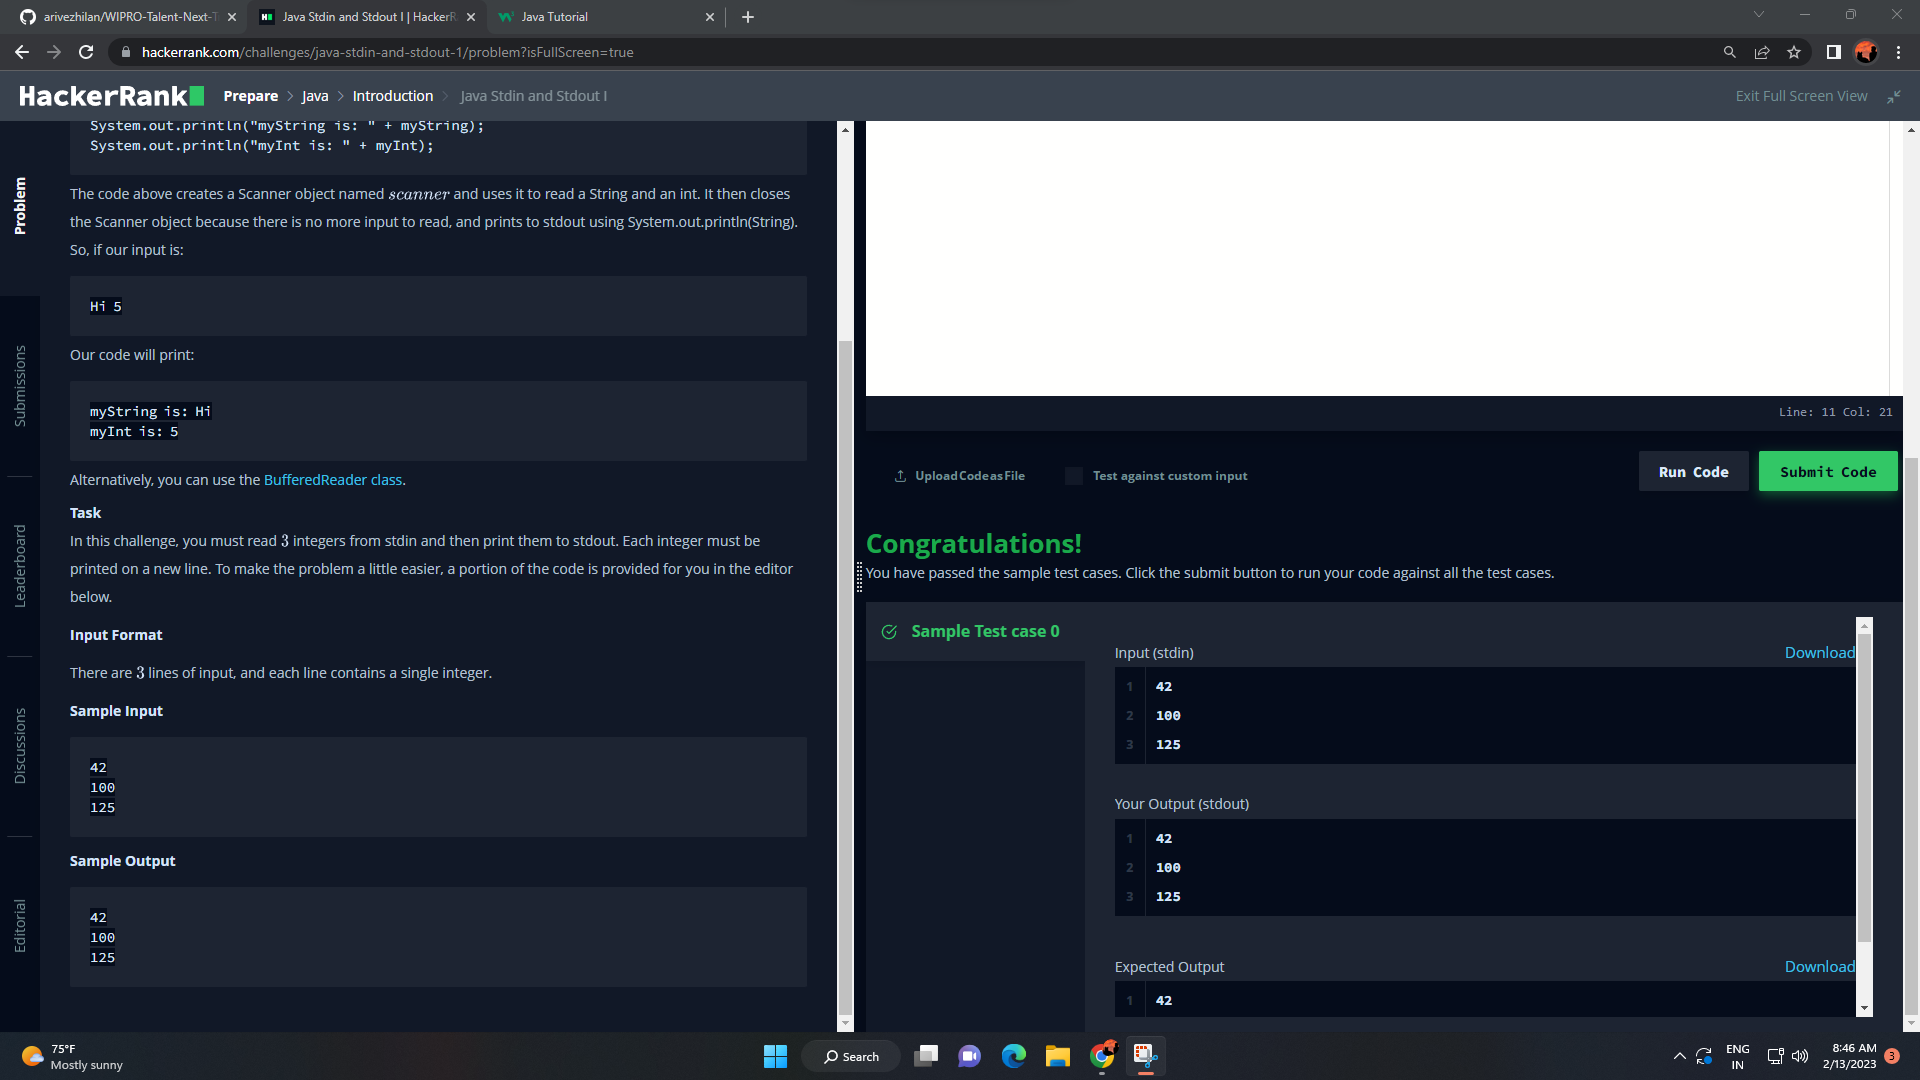 arivezhilan/WIPRO-Talent-Next-T
Java Stdin and Stdout I | HackerR
Java Tutorial
hackerrank.com/challenges/java-stdin-and-stdout-1/problem?isFullScreen=true
HackerRank
Prepare > Java > Introduction > Java Stdin and Stdout I
Exit Full Screen View
Problem
Submissions
Leaderboard
Discussions
Editorial
System.out.println("myString is: " + myString);
System.out.println("myInt is: " + myInt);
The code above creates a Scanner object named scanner and uses it to read a String and an int. It then closes
the Scanner object because there is no more input to read, and prints to stdout using System.out.println(String).
So, if our input is:
Hi 5
Our code will print:
myString is: Hi
myInt is: 5
Alternatively, you can use the BufferedReader class.
Task
In this challenge, you must read 3 integers from stdin and then print them to stdout. Each integer must be
printed on a new line. To make the problem a little easier, a portion of the code is provided for you in the editor
below.
Input Format
There are 3 lines of input, and each line contains a single integer.
Sample Input
42
100
125
Sample Output
42
100
125
Line: 11 Col: 21
Upload Code as File
Test against custom input
Run Code
Submit Code
Congratulations!
You have passed the sample test cases. Click the submit button to run your code against all the test cases.
Sample Test case 0
Input (stdin)
Download
1 42
2 100
3 125
Your Output (stdout)
1 42
2 100
3 125
Expected Output
Download
1 42
75°F
Mostly sunny
Search
ENG
IN
8:46 AM
2/13/2023
3